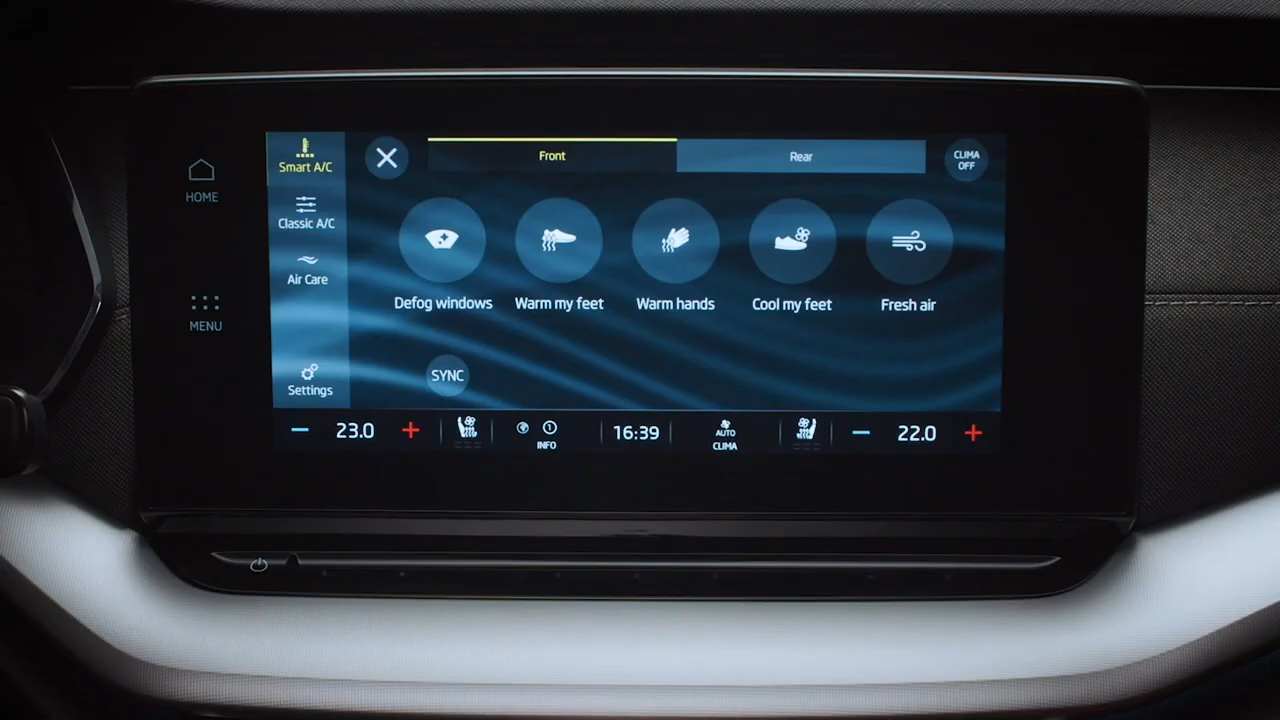 HOME
MENU
Smart A/C
Classic A/C
Air Care
Settings
Front
Rear
CLIMA
OFF
Defog windows
Warm my feet
Warm hands
Cool my feet
Fresh air
SYNC
23.0
1
INFO
16:39
AUTO
CLIMA
22.0